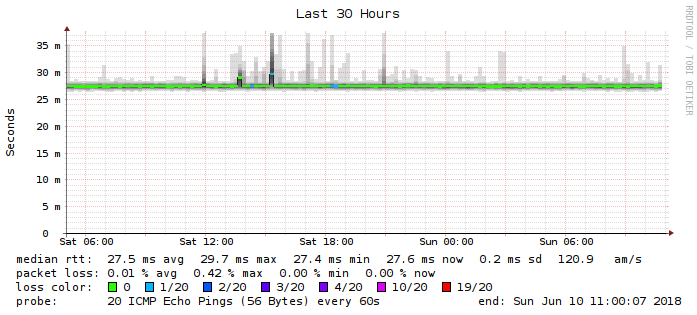 Last 30 Hours
RRDTOOL / TOBI OETIKER
Seconds
35 m
30 m
25 m
20 m
15 m
10 m
5 m
0
Sat 06:00 Sat 12:00 Sat 18:00 Sun 00:00 Sun 06:00
median rtt: 27.5 ms avg 29.7 ms max 27.4 ms min 27.6 ms now 0.2 ms sd 120.9 am/s
packet loss: 0.01 % avg 0.42 % max 0.00 % min 0.00 % now
loss color: 0 1/20 2/20 3/20 4/20 10/20 19/20
probe: 20 ICMP Echo Pings (56 Bytes) every 60s end: Sun Jun 10 11:00:07 2018